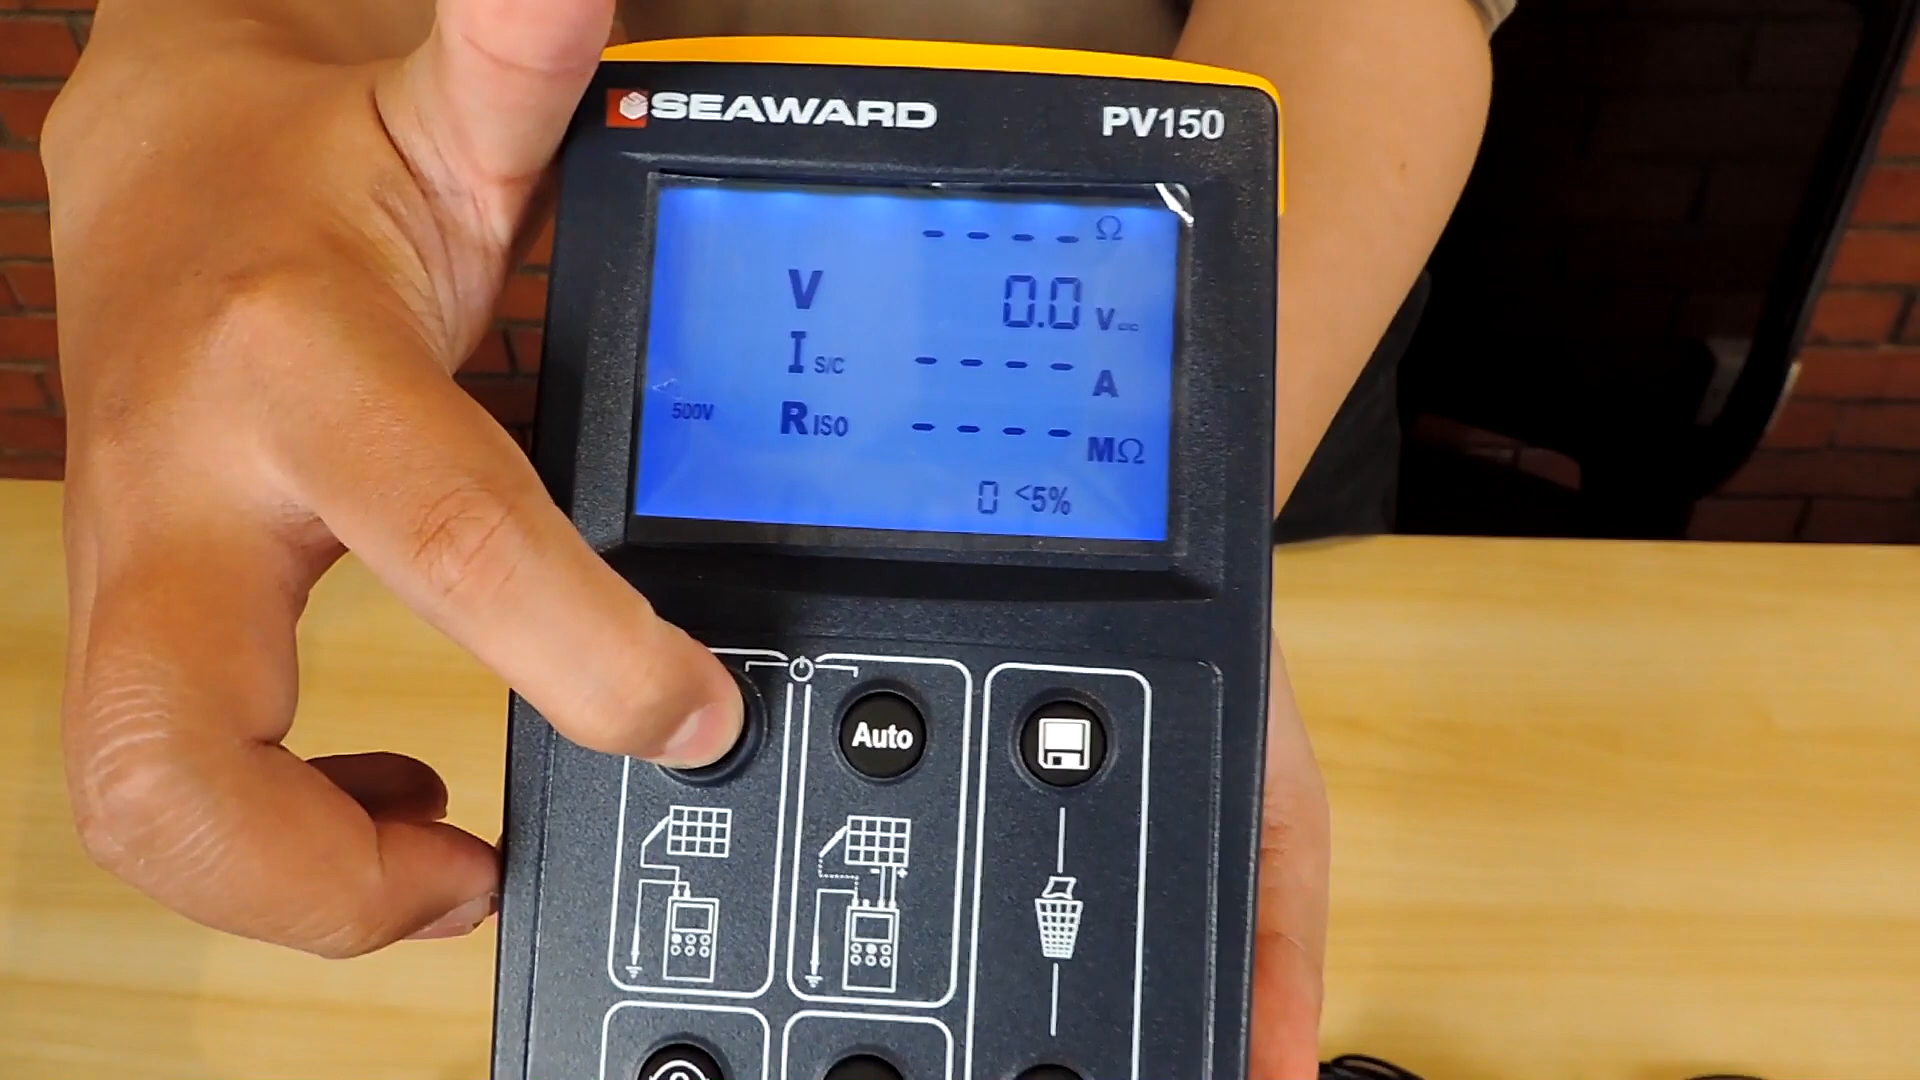 SEAWARD PV150
- - - - Ω
V 0.0 V
I S/C - - - - A
500V R ISO - - - - MΩ
0 <5%
Auto
- +